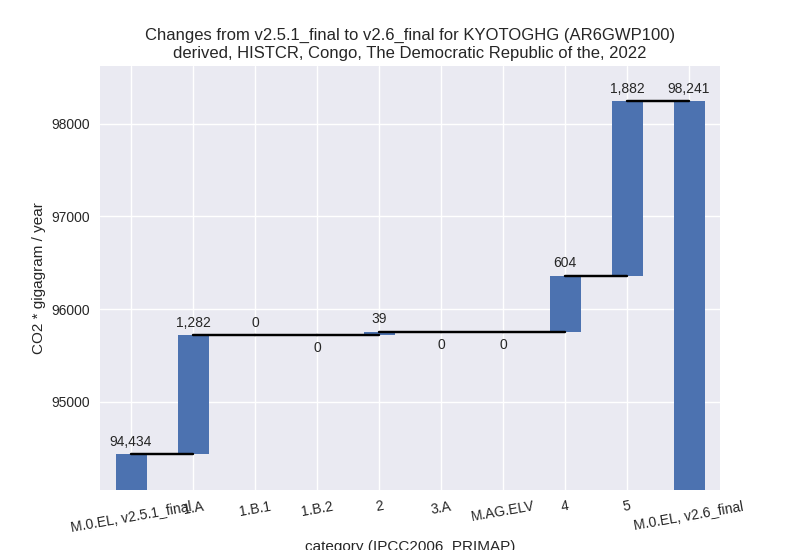 Changes from v2.5.1_final to v2.6_final for KYOTOGHG (AR6GWP100)
derived, HISTCR, Congo, The Democratic Republic of the, 2022
1,882
98,241
98000
97000
CO2 * gigagram / year
604
96000
1,282
0
39
0
0
0
95000
94,434
M.0.EL, v2.5.1_final
1.A
1.B.1
1.B.2
2
3.A
M.AG.ELV
4
5
M.0.EL, v2.6_final
category (IPCC2006_PRIMAP)